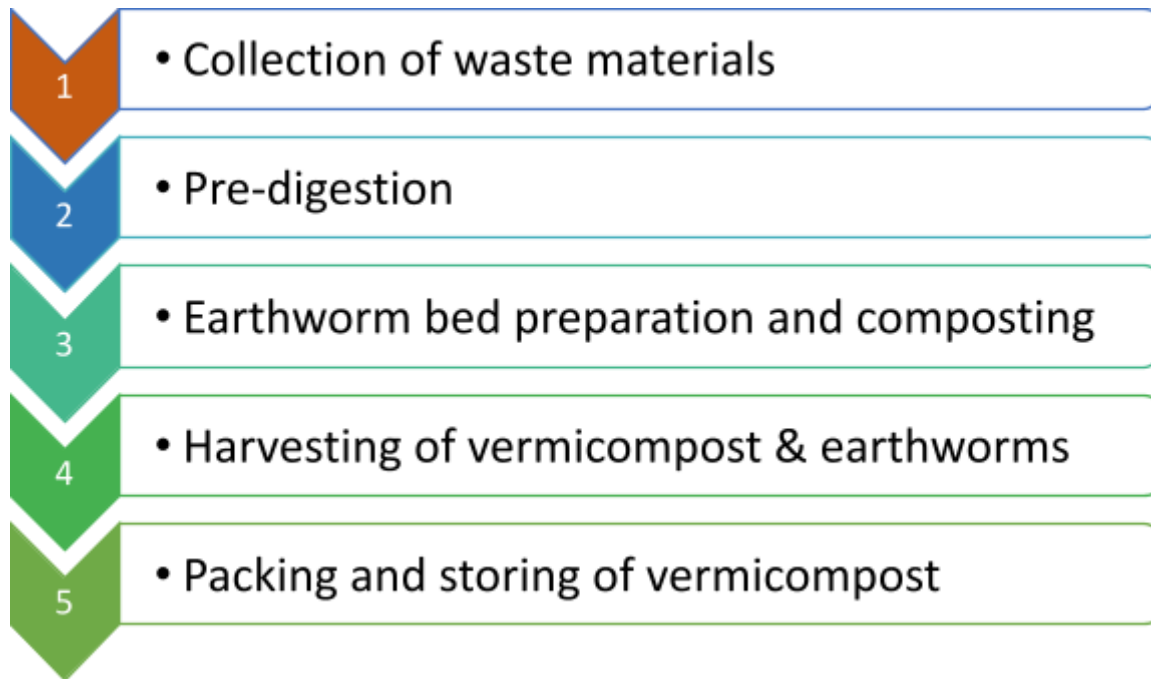 1
• Collection of waste materials
2
• Pre-digestion
3
• Earthworm bed preparation and composting
4
• Harvesting of vermicompost & earthworms
5
• Packing and storing of vermicompost